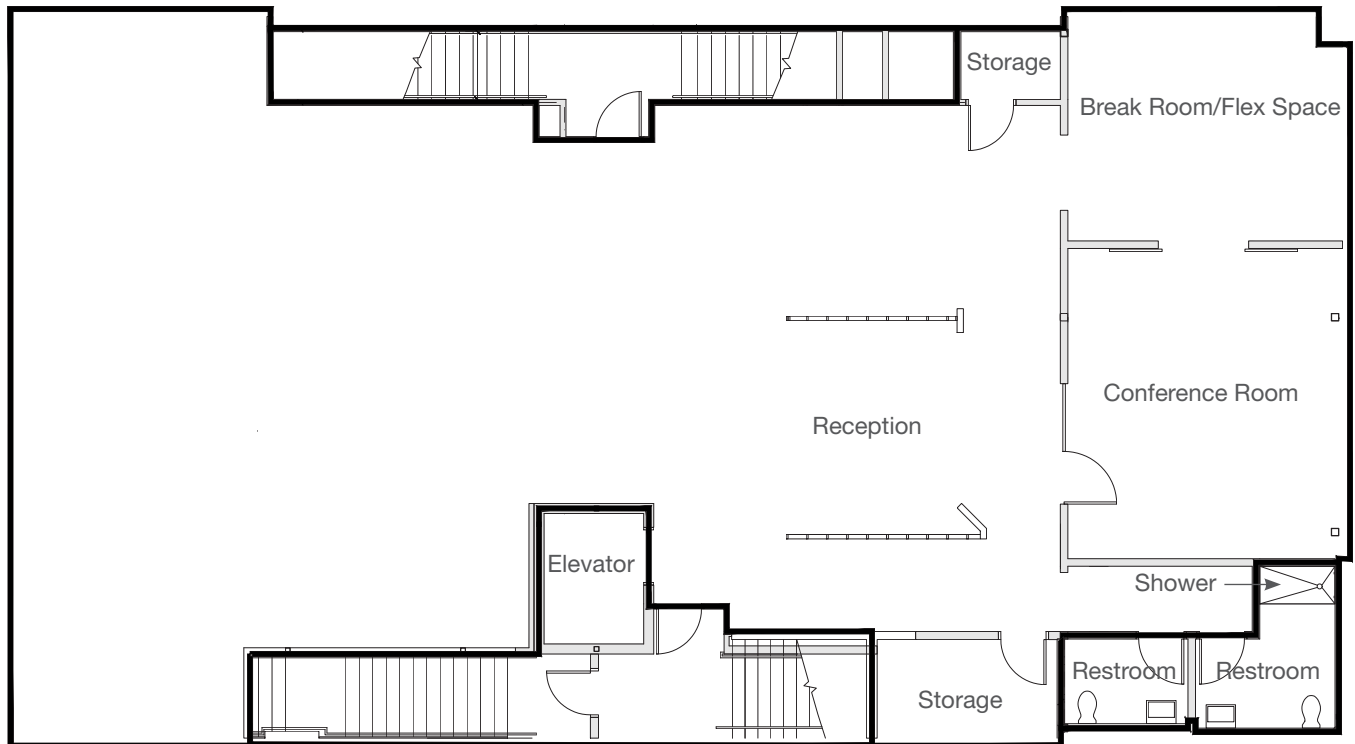 Storage
Break Room/Flex Space
Conference Room
Reception
Elevator
Shower
Restroom
Restroom
Storage